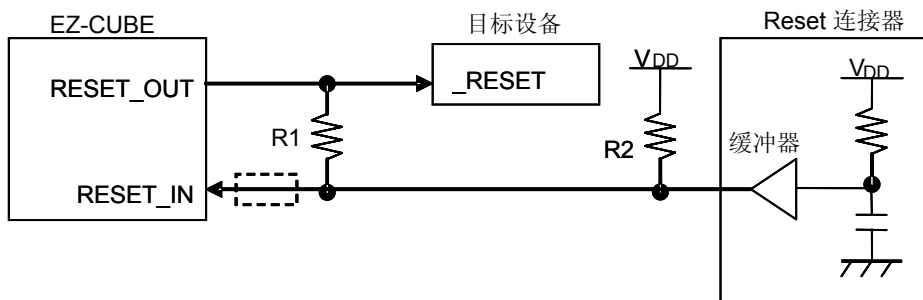 EZ-CUBE
目标设备
Reset 连接器
RESET_OUT
_RESET
VDD
VDD
R1
R2
缓冲器
RESET_IN